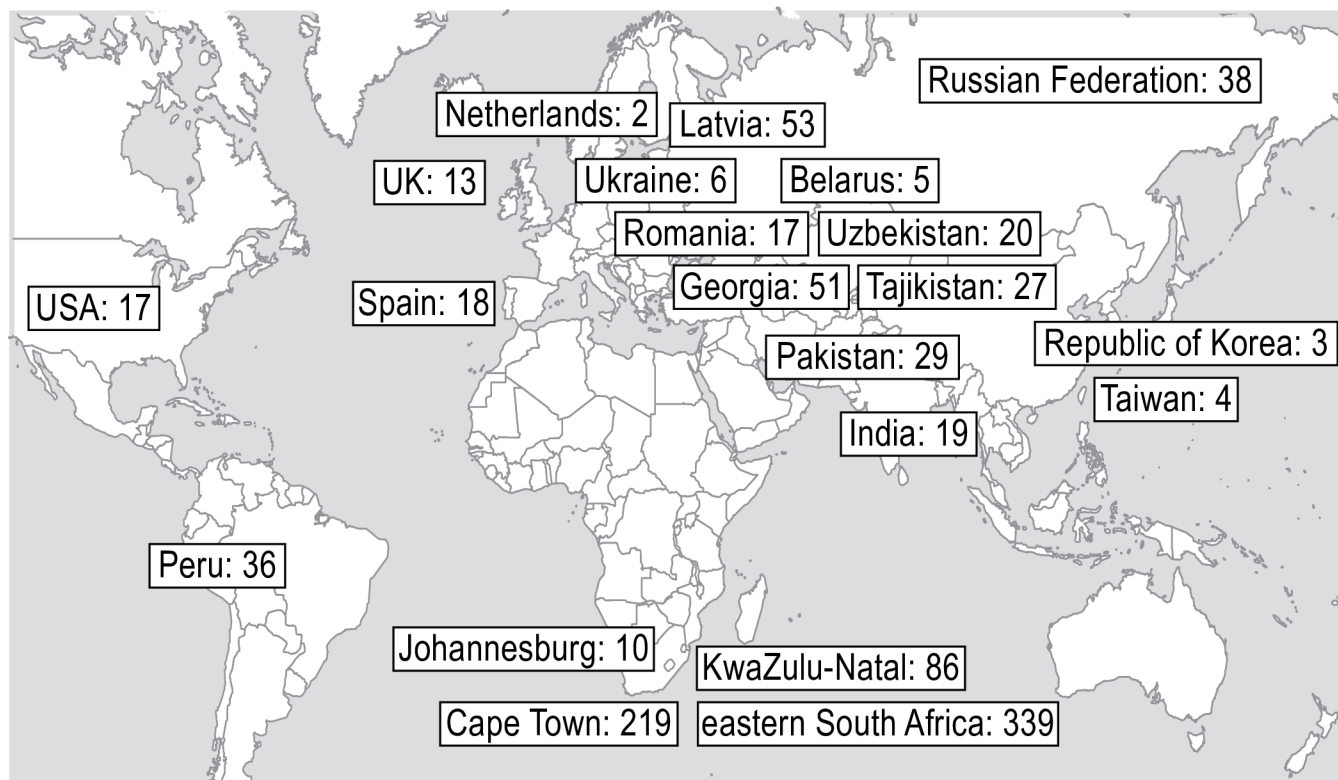 Russian Federation: 38
Netherlands: 2
Latvia: 53
UK: 13
Ukraine: 6
Belarus: 5
Romania: 17
Uzbekistan: 20
USA: 17
Spain: 18
Georgia: 51
Tajikistan: 27
Republic of Korea: 3
Pakistan: 29
Taiwan: 4
India: 19
Peru: 36
Johannesburg: 10
KwaZulu-Natal: 86
Cape Town: 219
eastern South Africa: 339